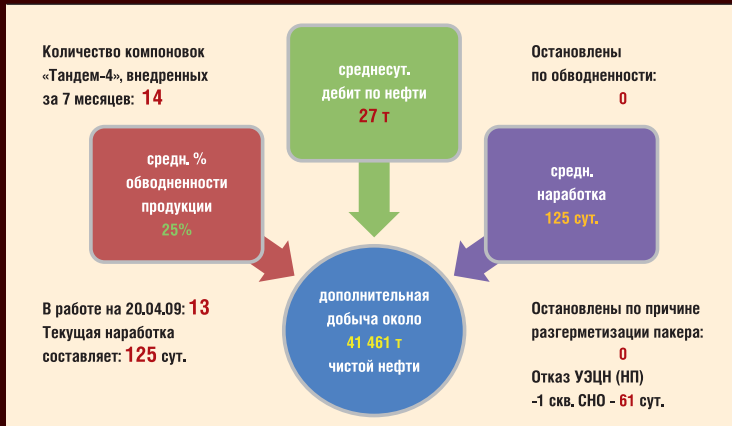 Количество компоновок
«Тандем-4», внедренных
за 7 месяцев: 14
среднесут.
дебит по нефти
27 т
Остановлены
по обводненности:
0
средн. %
обводненности
продукции
25%
средн.
наработка
125 сут.
В работе на 20.04.09: 13
Текущая наработка
составляет: 125 сут.
дополнительная
добыча около
41 461 т
чистой нефти
Остановлены по причине
разгерметизации пакера:
0
Отказ УЭЦН (НП)
-1 скв. СНО - 61 сут.